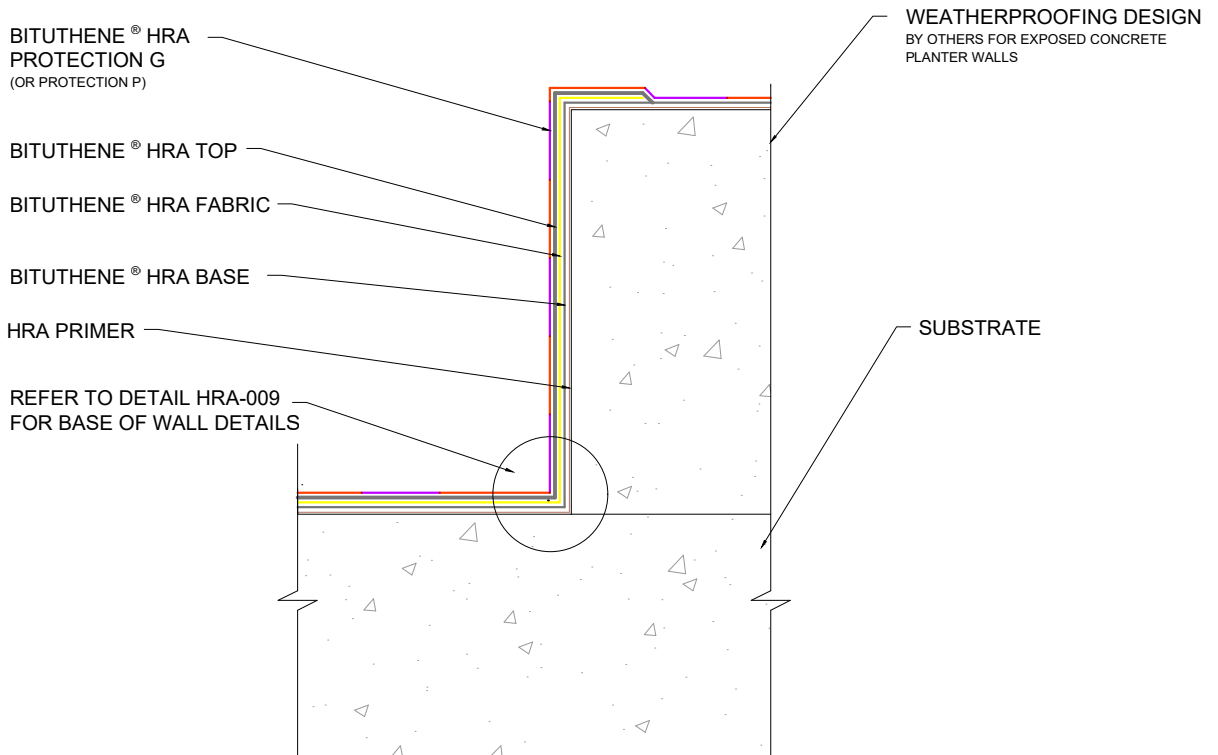 BITUTHENE ® HRA
PROTECTION G
(OR PROTECTION P)
BITUTHENE ® HRA TOP
BITUTHENE ® HRA FABRIC
BITUTHENE ® HRA BASE
HRA PRIMER
REFER TO DETAIL HRA-009
FOR BASE OF WALL DETAILS
WEATHERPROOFING DESIGN
BY OTHERS FOR EXPOSED CONCRETE
PLANTER WALLS
SUBSTRATE